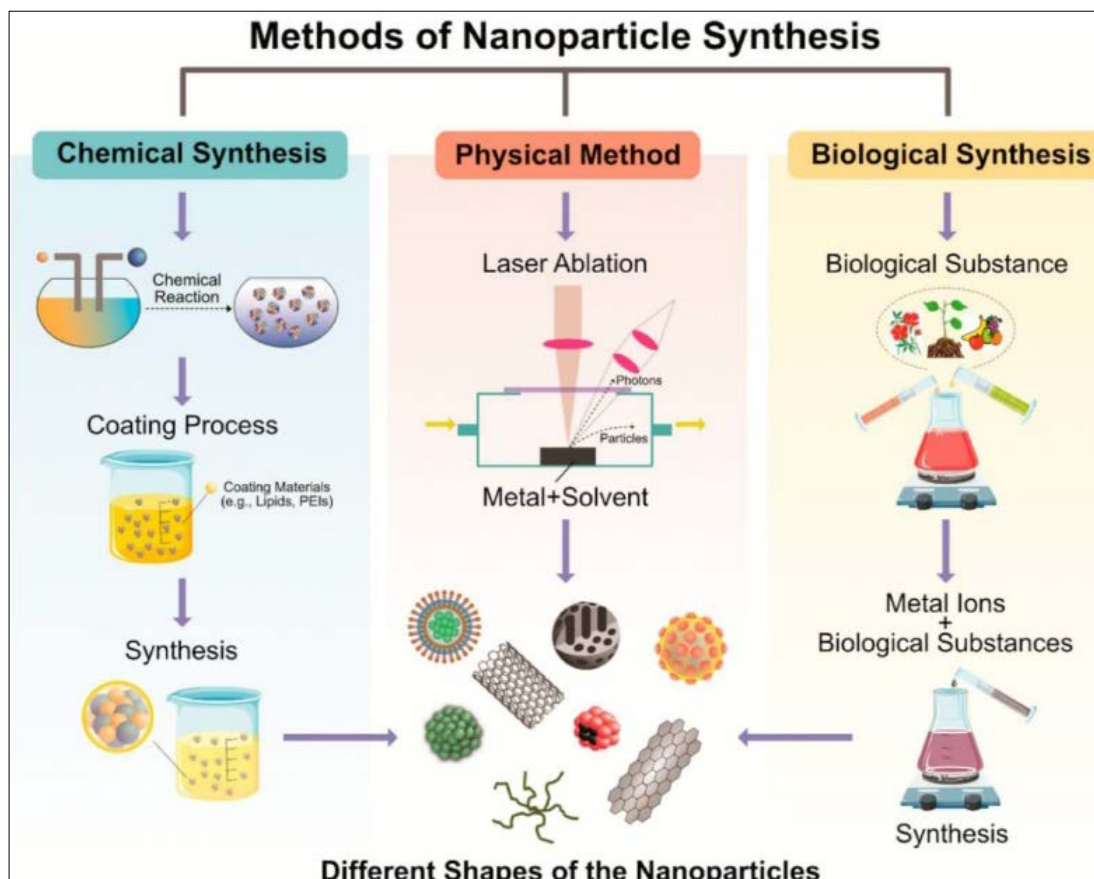 Methods of Nanoparticle Synthesis
Chemical Synthesis
Chemical
Reaction
Coating Process
Coating Materials
(e.g., Lipids, PEIs)
Synthesis
Physical Method
Laser Ablation
Photons
Particles
Metal+Solvent
Biological Synthesis
Biological Substance
Metal Ions
+
Biological Substances
Synthesis
Different Shapes of the Nanoparticles